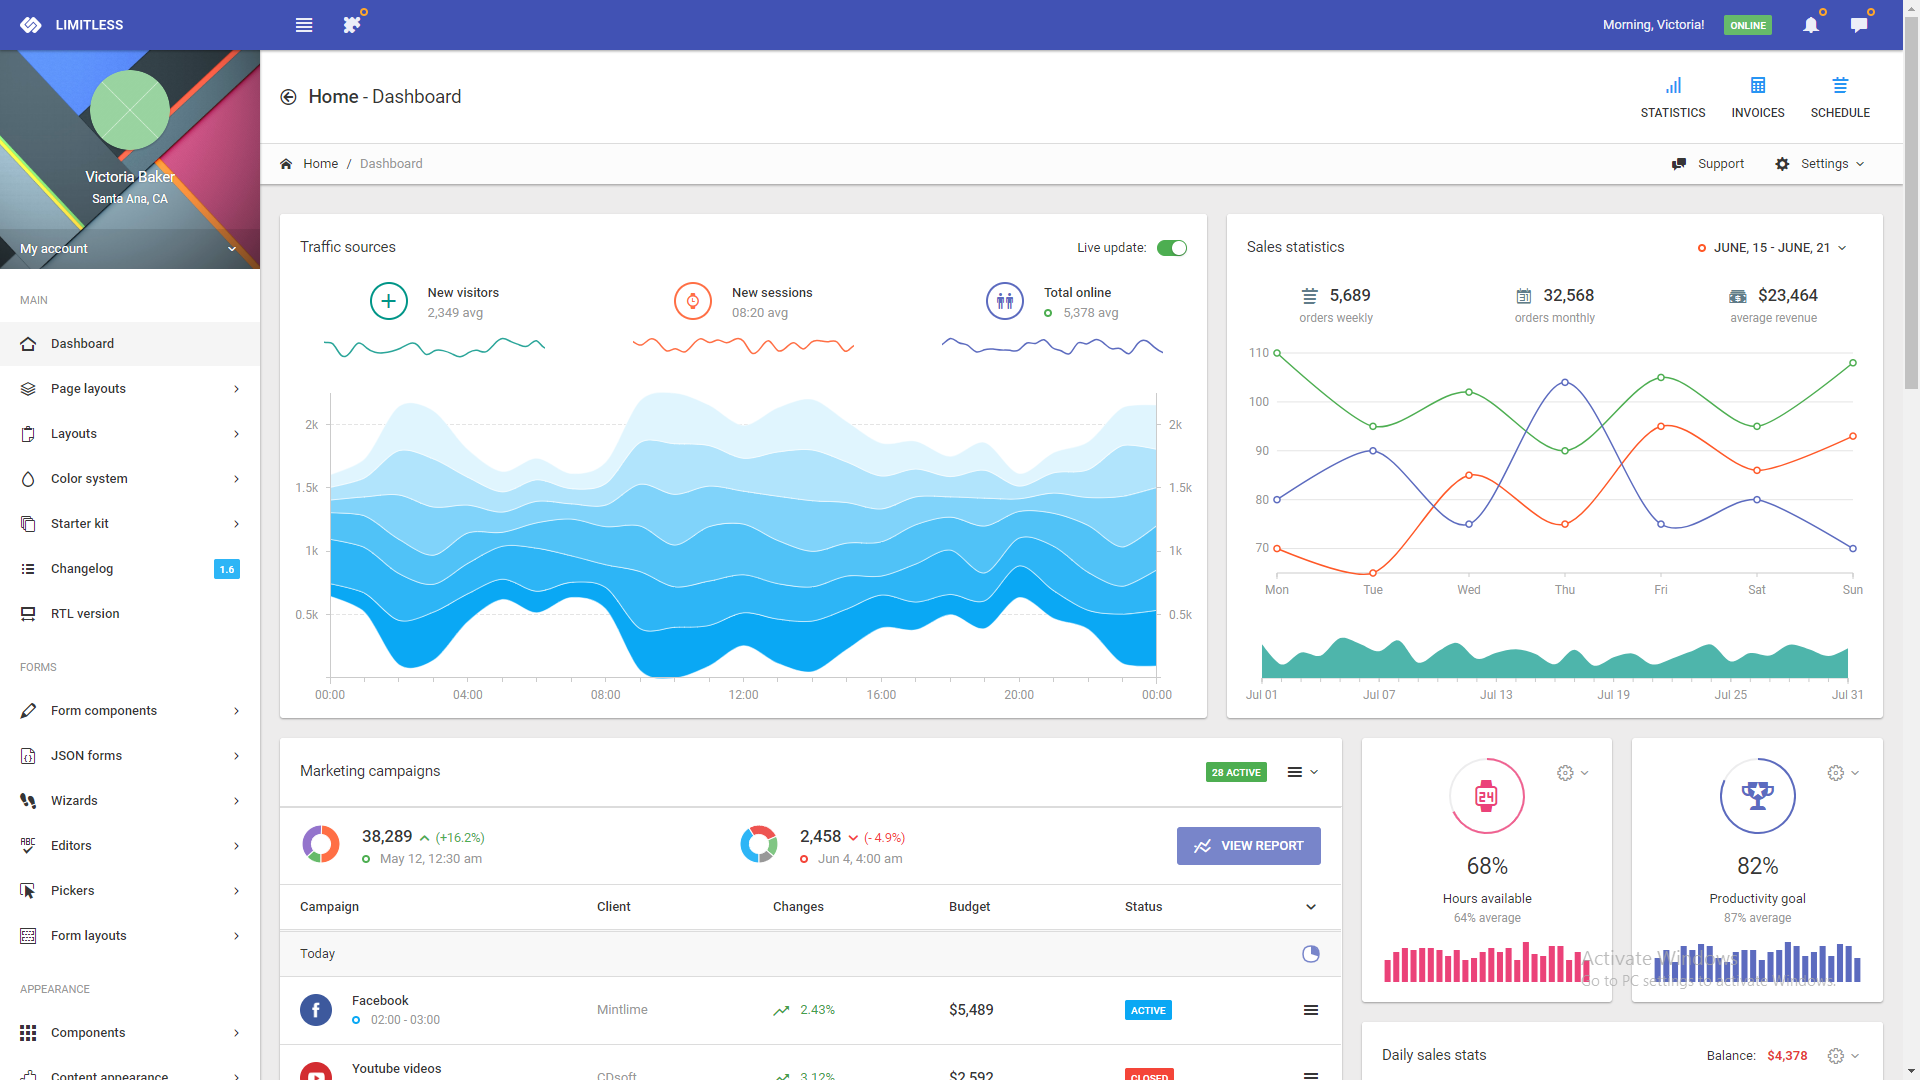 LIMITLESS
Morning, Victoria!
ONLINE
Victoria Baker
Santa Ana, CA
My account
MAIN
Dashboard
Page layouts
Layouts
Color system
Starter kit
Changelog
1.6
RTL version
FORMS
Form components
JSON forms
Wizards
ABC
Editors
Pickers
Form layouts
APPEARANCE
Components
Content appearance
Home - Dashboard
STATISTICS
INVOICES
SCHEDULE
Home / Dashboard
Support
Settings
Traffic sources
Live update:
New visitors
2,349 avg
New sessions
08:20 avg
Total online
5,378 avg
2k
1.5k
1k
0.5k
2k
1.5k
1k
0.5k
00:00
04:00
08:00
12:00
16:00
20:00
00:00
Sales statistics
JUNE, 15 - JUNE, 21
5,689
orders weekly
32,568
orders monthly
$23,464
average revenue
110
100
90
80
70
Mon
Tue
Wed
Thu
Fri
Sat
Sun
Jul 01
Jul 07
Jul 13
Jul 19
Jul 25
Jul 31
Marketing campaigns
28 ACTIVE
38,289 (+16.2%)
May 12, 12:30 am
2,458 (- 4.9%)
Jun 4, 4:00 am
VIEW REPORT
Campaign
Client
Changes
Budget
Status
Today
Facebook
02:00 - 03:00
Mintlime
2.43%
$5,489
ACTIVE
Youtube videos
CDsoft
3.12%
$2,592
CLOSED
24
68%
Hours available
64% average
82%
Productivity goal
87% average
Activate Windows
Go to PC settings to activate Windows.
Daily sales stats
Balance: $4,378